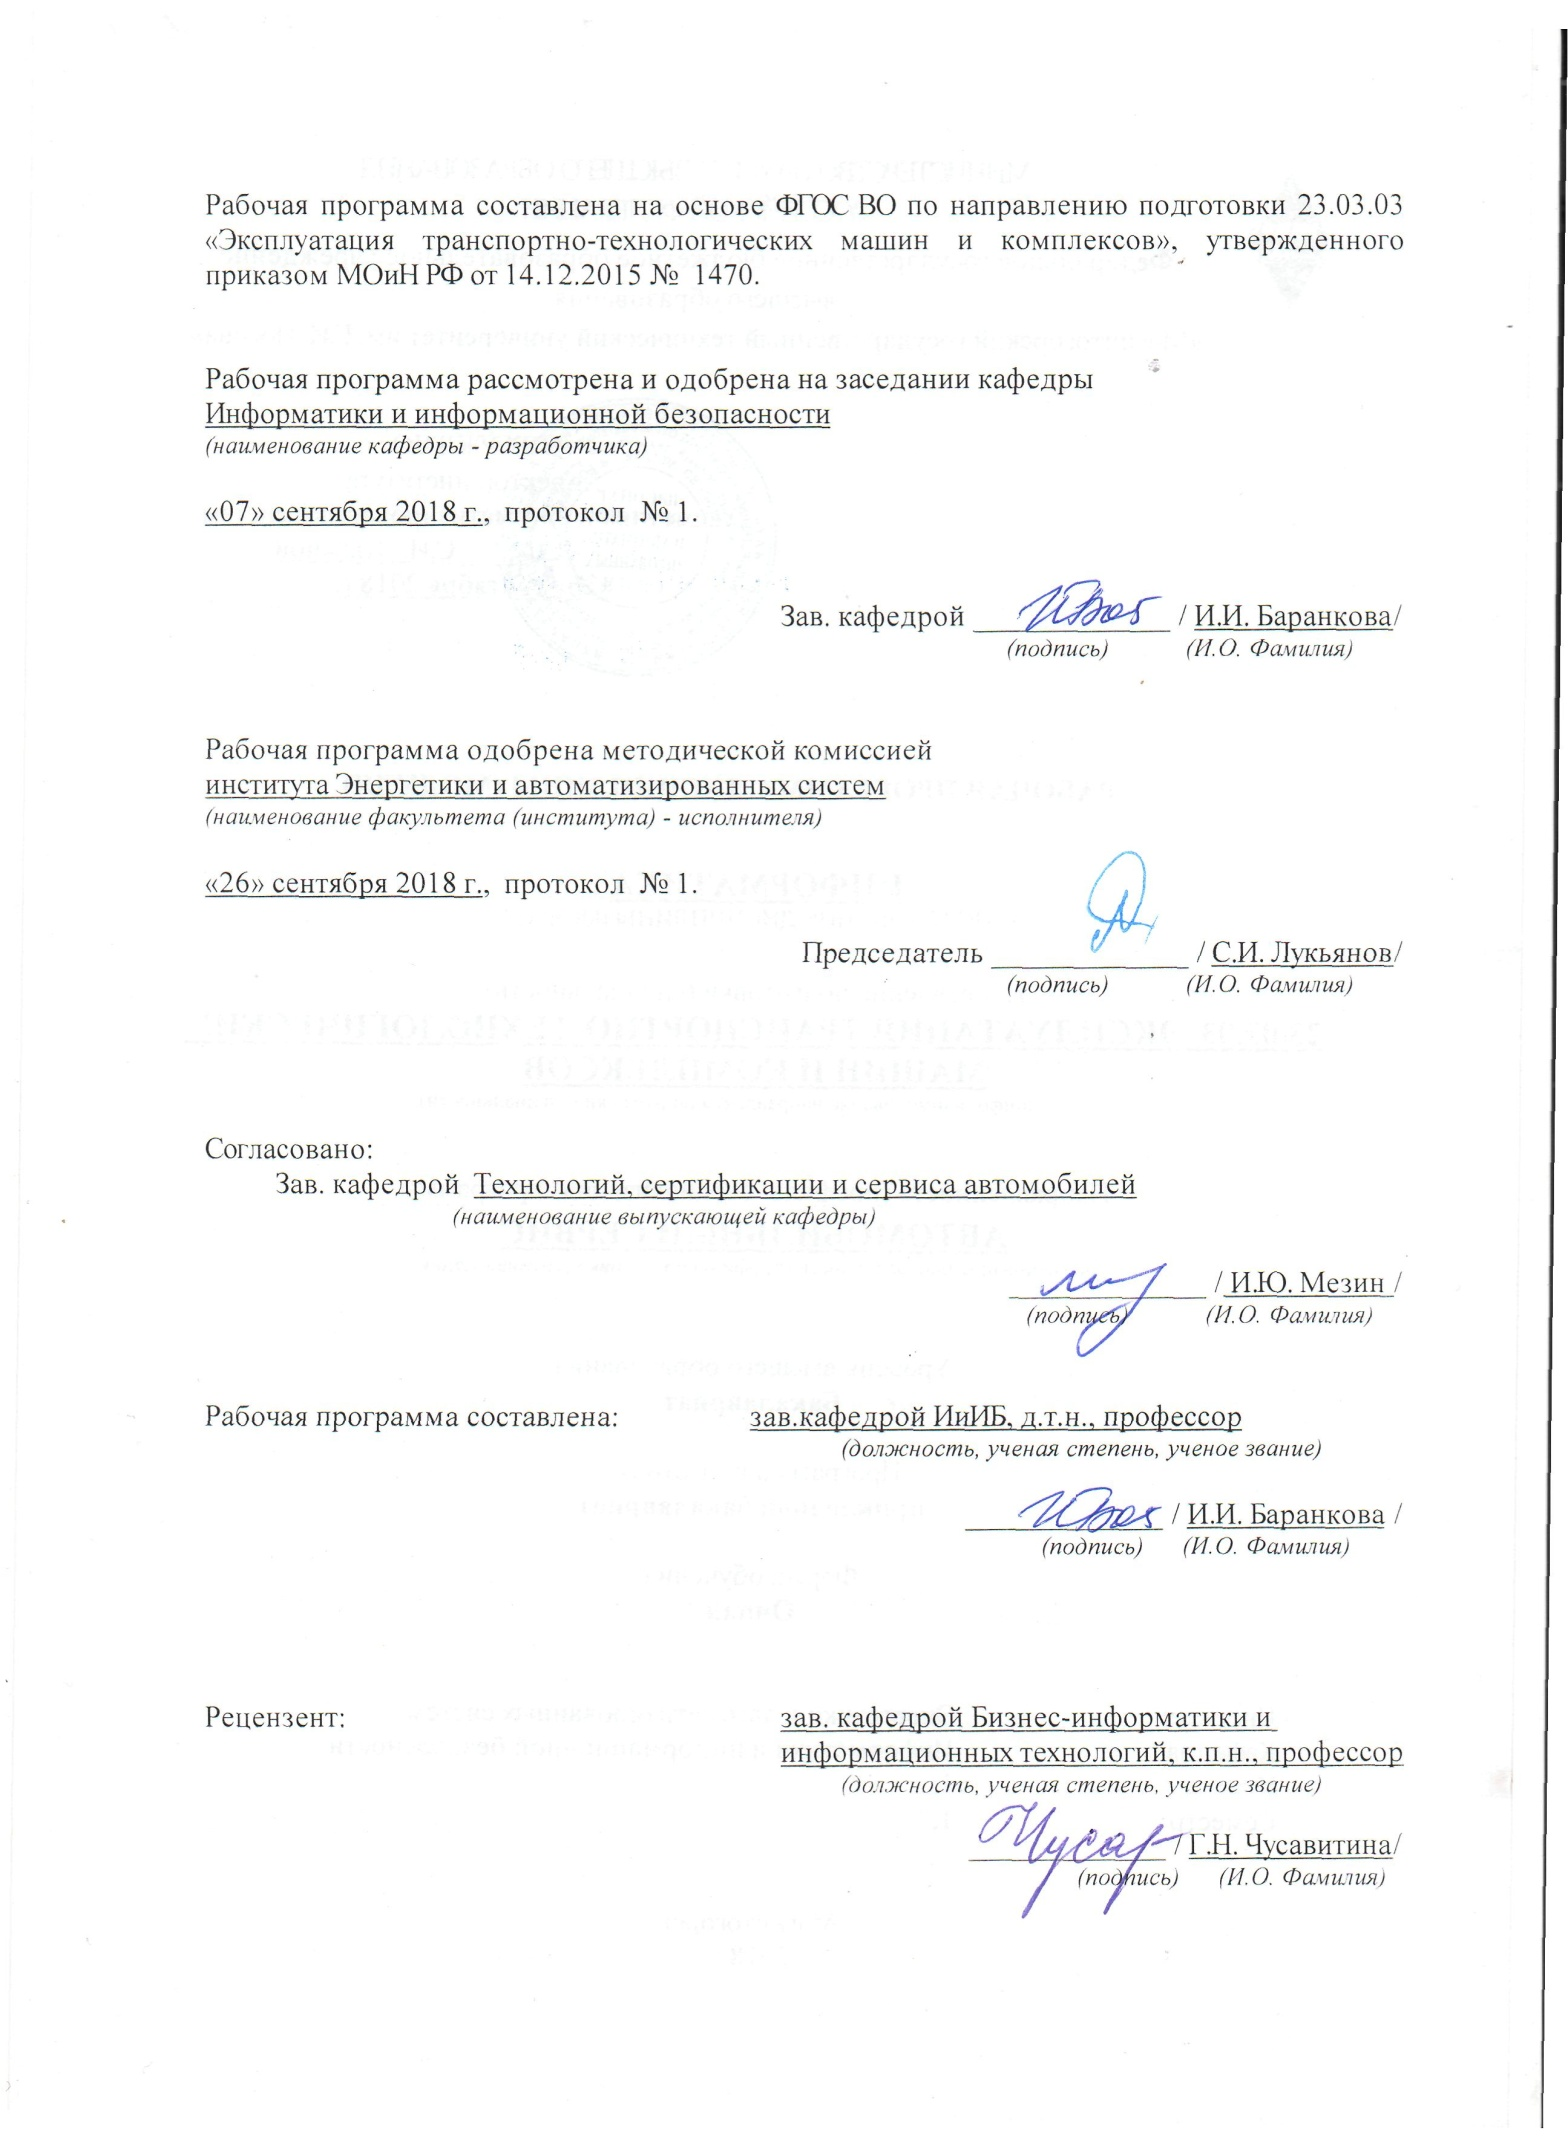 Рабочая программа составлена на основе ФГОС ВО по направлению подготовки 23.03.03
«Эксплуатация транспортно-технологических машин и комплексов», утвержденного
приказом МОиН РФ от 14.12.2015 № 1470.
Рабочая программа рассмотрена и одобрена на заседании кафедры
Информатики и информационной безопасности
(наименование кафедры - разработчика)
«07» сентября 2018 г., протокол № 1.
Зав. кафедрой ______________ / И.И. Баранкова/
(подпись) (И.О. Фамилия)
Рабочая программа одобрена методической комиссией
института Энергетики и автоматизированных систем
(наименование факультета (института) - исполнителя)
«26» сентября 2018 г., протокол № 1.
Председатель ______________ / С.И. Лукьянов/
(подпись) (И.О. Фамилия)
Согласовано:
Зав. кафедрой Технологий, сертификации и сервиса автомобилей
(наименование выпускающей кафедры)
______________ / И.Ю. Мезин /
(подпись) (И.О. Фамилия)
Рабочая программа составлена: зав.кафедрой ИиИБ, д.т.н., профессор
(должность, ученая степень, ученое звание)
______________ / И.И. Баранкова /
(подпись) (И.О. Фамилия)
Рецензент: зав. кафедрой Бизнес-информатики и
информационных технологий, к.п.н., профессор
(должность, ученая степень, ученое звание)
______________ / Г.Н. Чусавитина/
(подпись) (И.О. Фамилия)